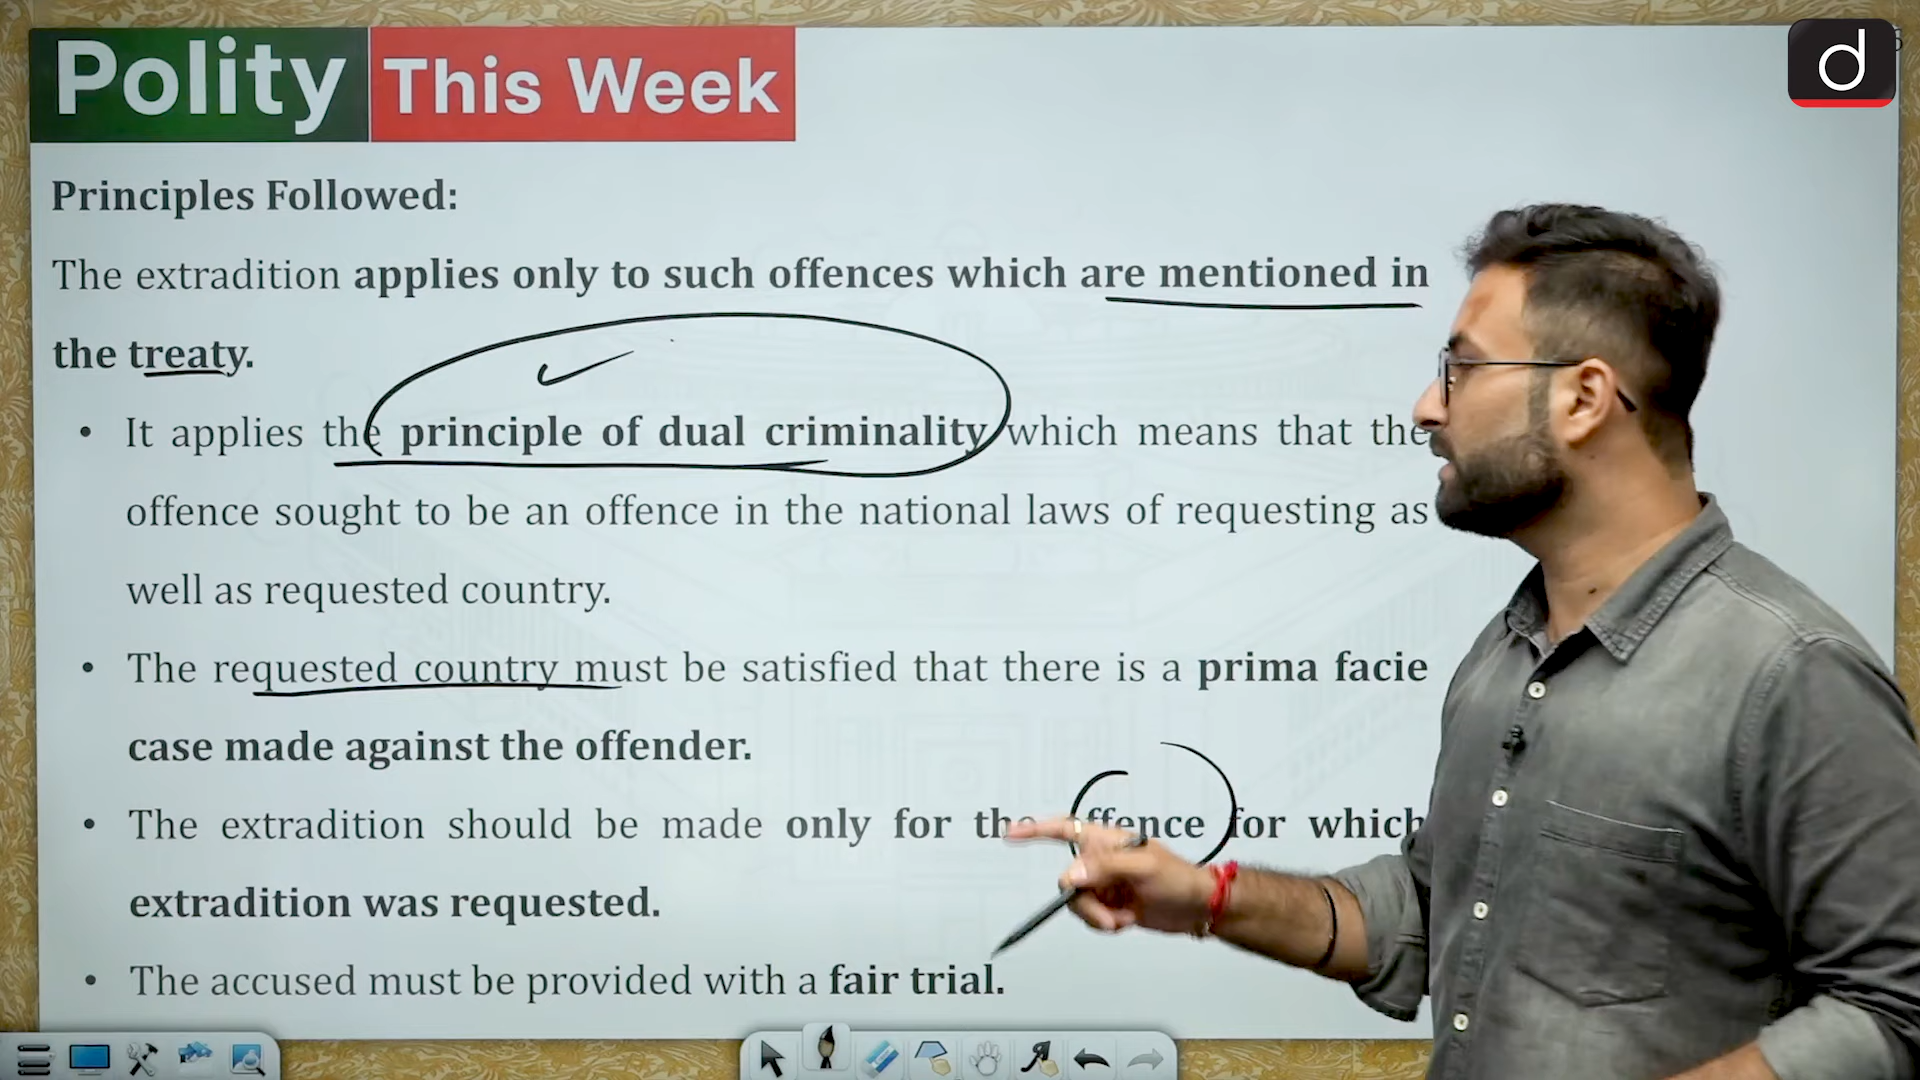 Polity This Week
d
Principles Followed:
The extradition applies only to such offences which are mentioned in
the treaty.
• It applies the principle of dual criminality which means that the
offence sought to be an offence in the national laws of requesting as
well as requested country.
• The requested country must be satisfied that there is a prima facie
case made against the offender.
• The extradition should be made only for the offence for which
extradition was requested.
• The accused must be provided with a fair trial.